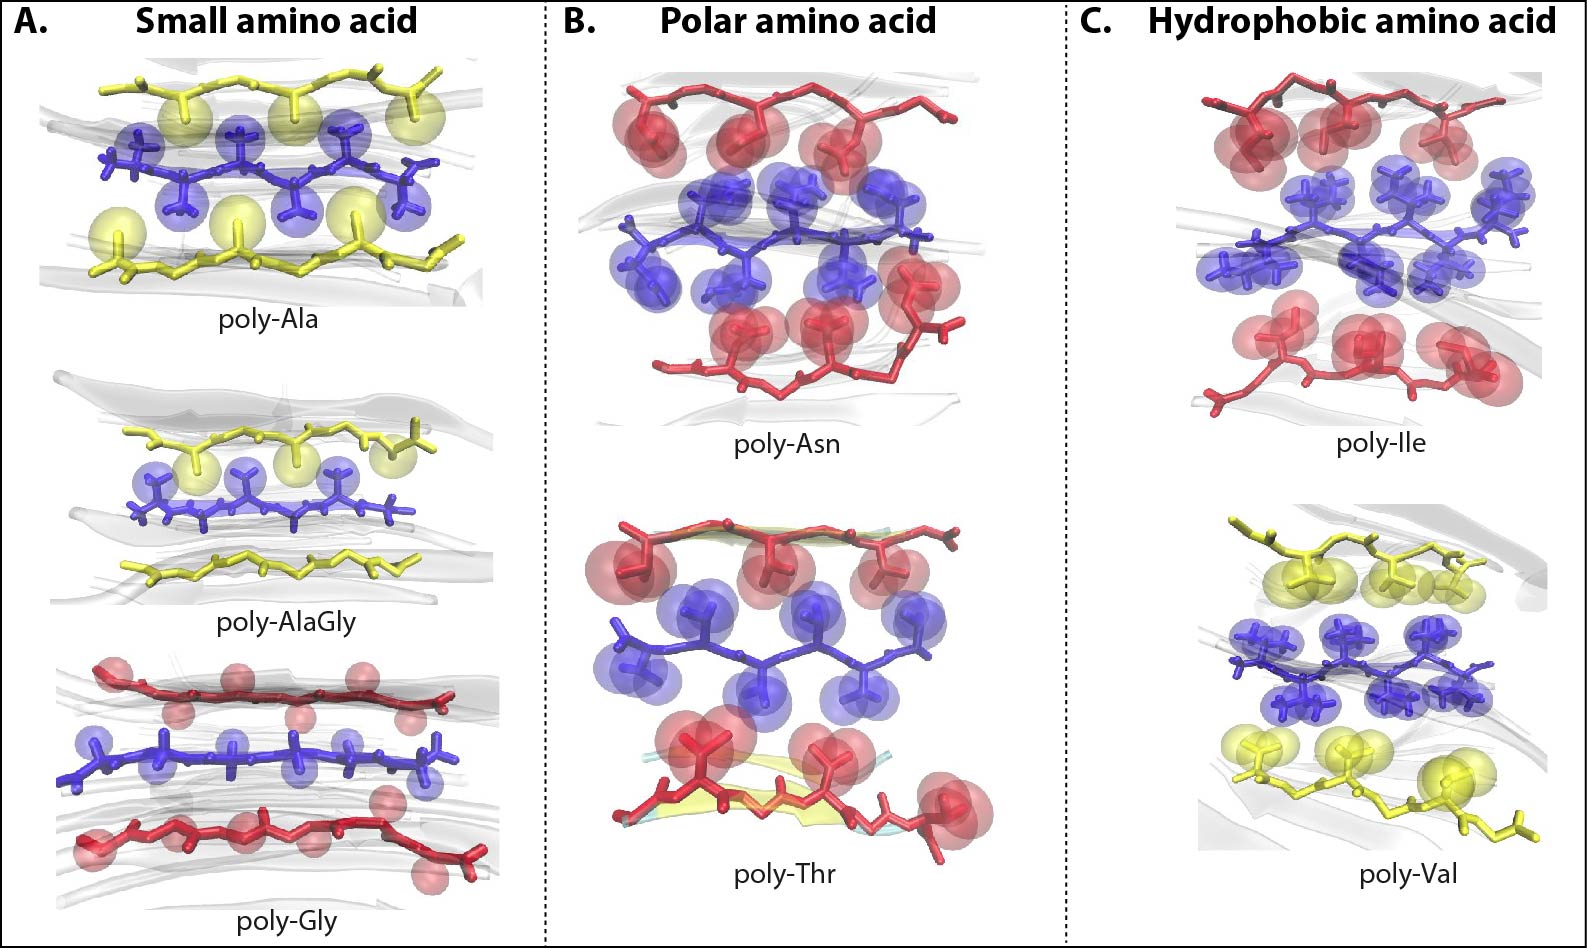 A. Small amino acid
poly-Ala
poly-AlaGly
poly-Gly
B. Polar amino acid
poly-Asn
poly-Thr
C. Hydrophobic amino acid
poly-Ile
poly-Val